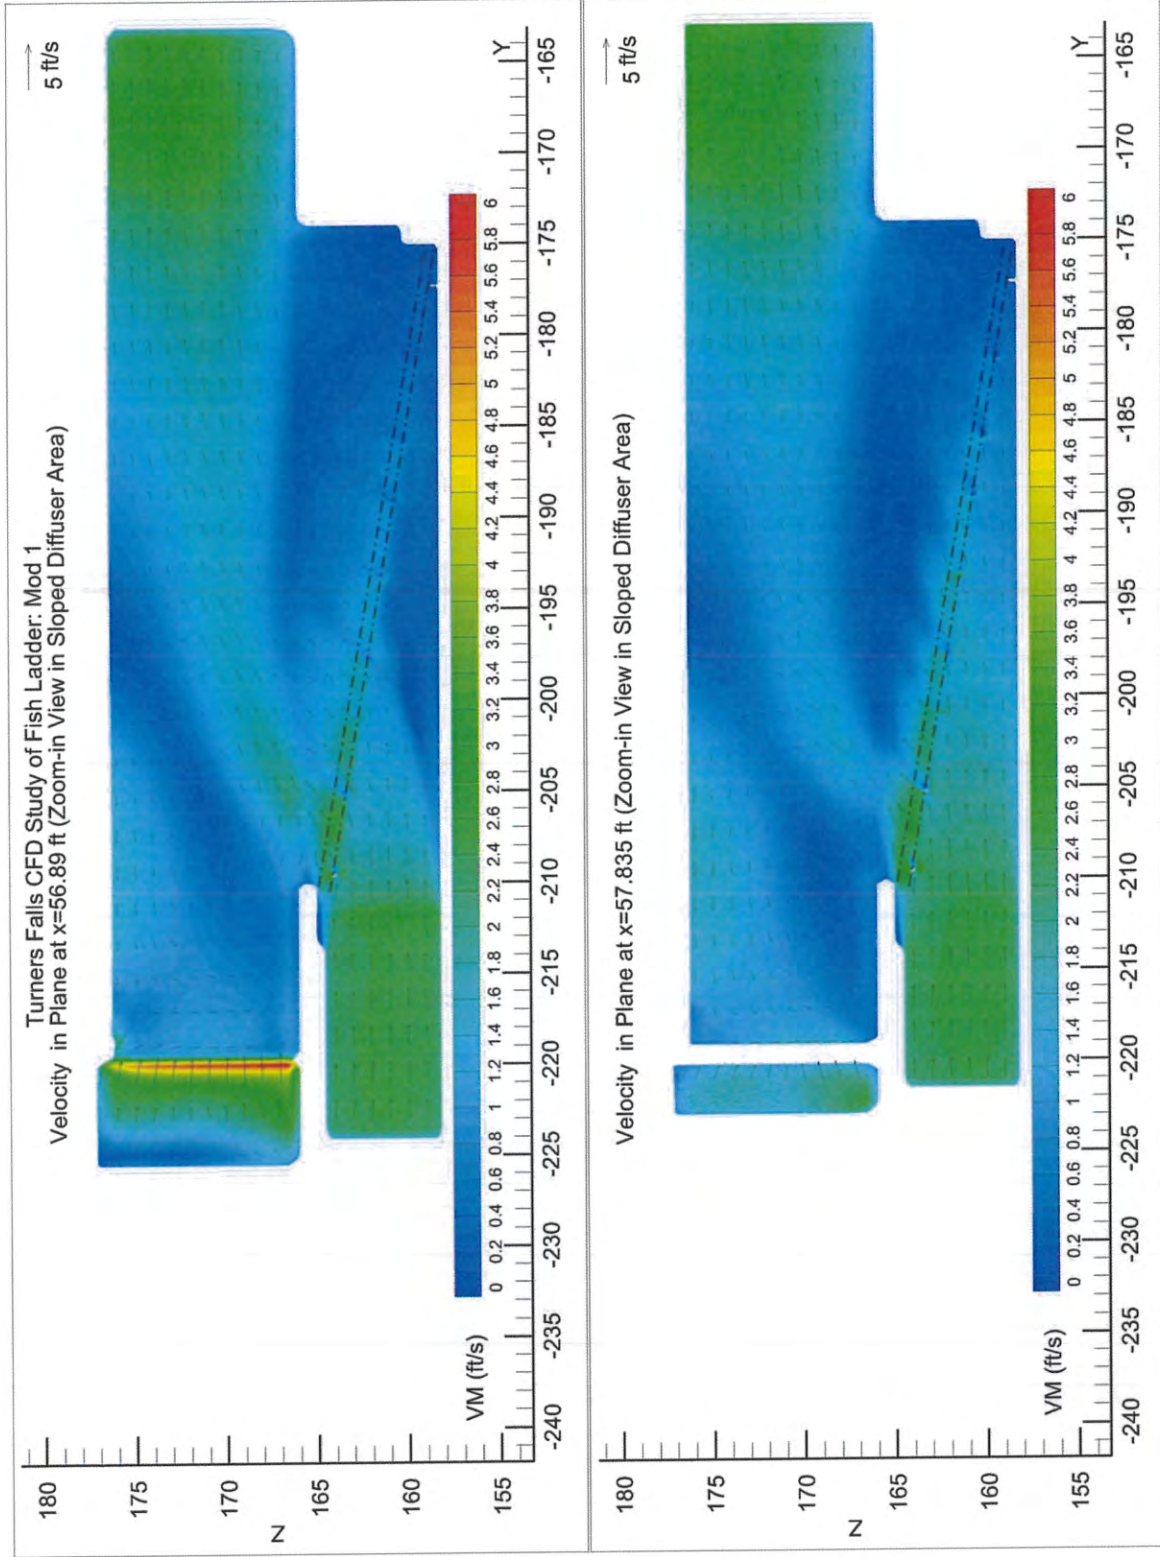 Turners Falls CFD Study of Fish Ladder: Mod 1
Velocity in Plane at x=56.89 ft (Zoom-in View in Sloped Diffuser Area)
5 ft/s
180
175
170
165
160
155
Z
VM (ft/s)
0 0.2 0.4 0.6 0.8 1 1.2 1.4 1.6 1.8 2 2.2 2.4 2.6 2.8 3 3.2 3.4 3.6 3.8 4 4.2 4.4 4.6 4.8 5 5.2 5.4 5.6 5.8 6
-240 -235 -230 -225 -220 -215 -210 -205 -200 -195 -190 -185 -180 -175 -170 -165
Y
Velocity in Plane at x=57.835 ft (Zoom-in View in Sloped Diffuser Area)
5 ft/s
180
175
170
165
160
155
Z
VM (ft/s)
0 0.2 0.4 0.6 0.8 1 1.2 1.4 1.6 1.8 2 2.2 2.4 2.6 2.8 3 3.2 3.4 3.6 3.8 4 4.2 4.4 4.6 4.8 5 5.2 5.4 5.6 5.8 6
-240 -235 -230 -225 -220 -215 -210 -205 -200 -195 -190 -185 -180 -175 -170 -165
Y